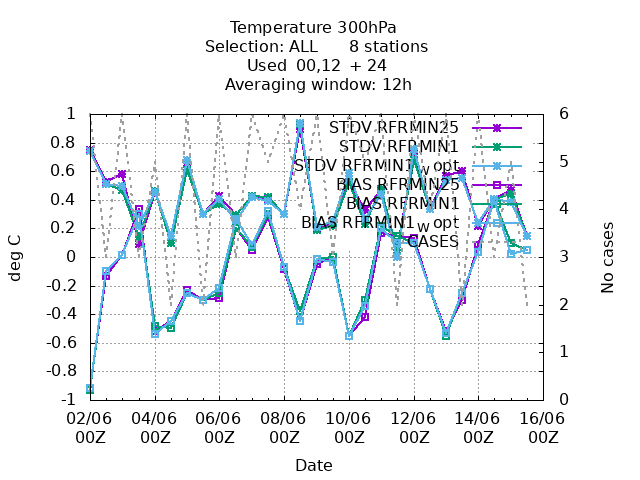 Temperature 300hPa
Selection: ALL 8 stations
Used 00,12 + 24
Averaging window: 12h
STDV RFRMIN25
STDV RFRMIN1
STDV RFRMIN1w opt
BIAS RFRMIN25
BIAS RFRMIN1
BIAS RFRMIN1w opt
CASES
deg C
1
0.8
0.6
0.4
0.2
0
-0.2
-0.4
-0.6
-0.8
-1
No cases
6
5
4
3
2
1
0
02/06 04/06 06/06 08/06 10/06 12/06 14/06 16/06
00Z 00Z 00Z 00Z 00Z 00Z 00Z 00Z
Date